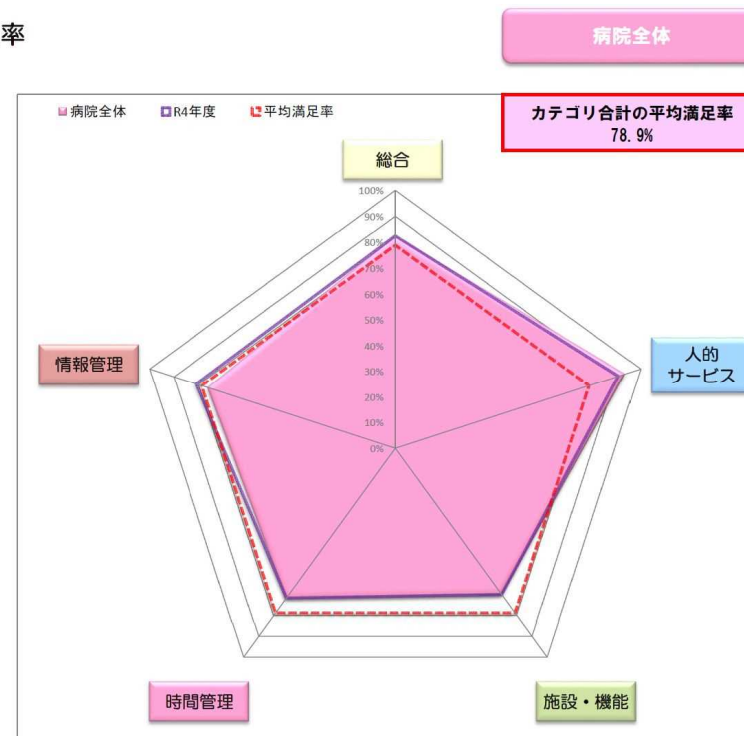 率
病院全体
病院全体 R4年度 平均満足率
カテゴリ合計の平均満足率
78.9%
総合
100%
90%
80%
70%
60%
50%
40%
30%
20%
10%
0%
情報管理
人的
サービス
時間管理
施設・機能